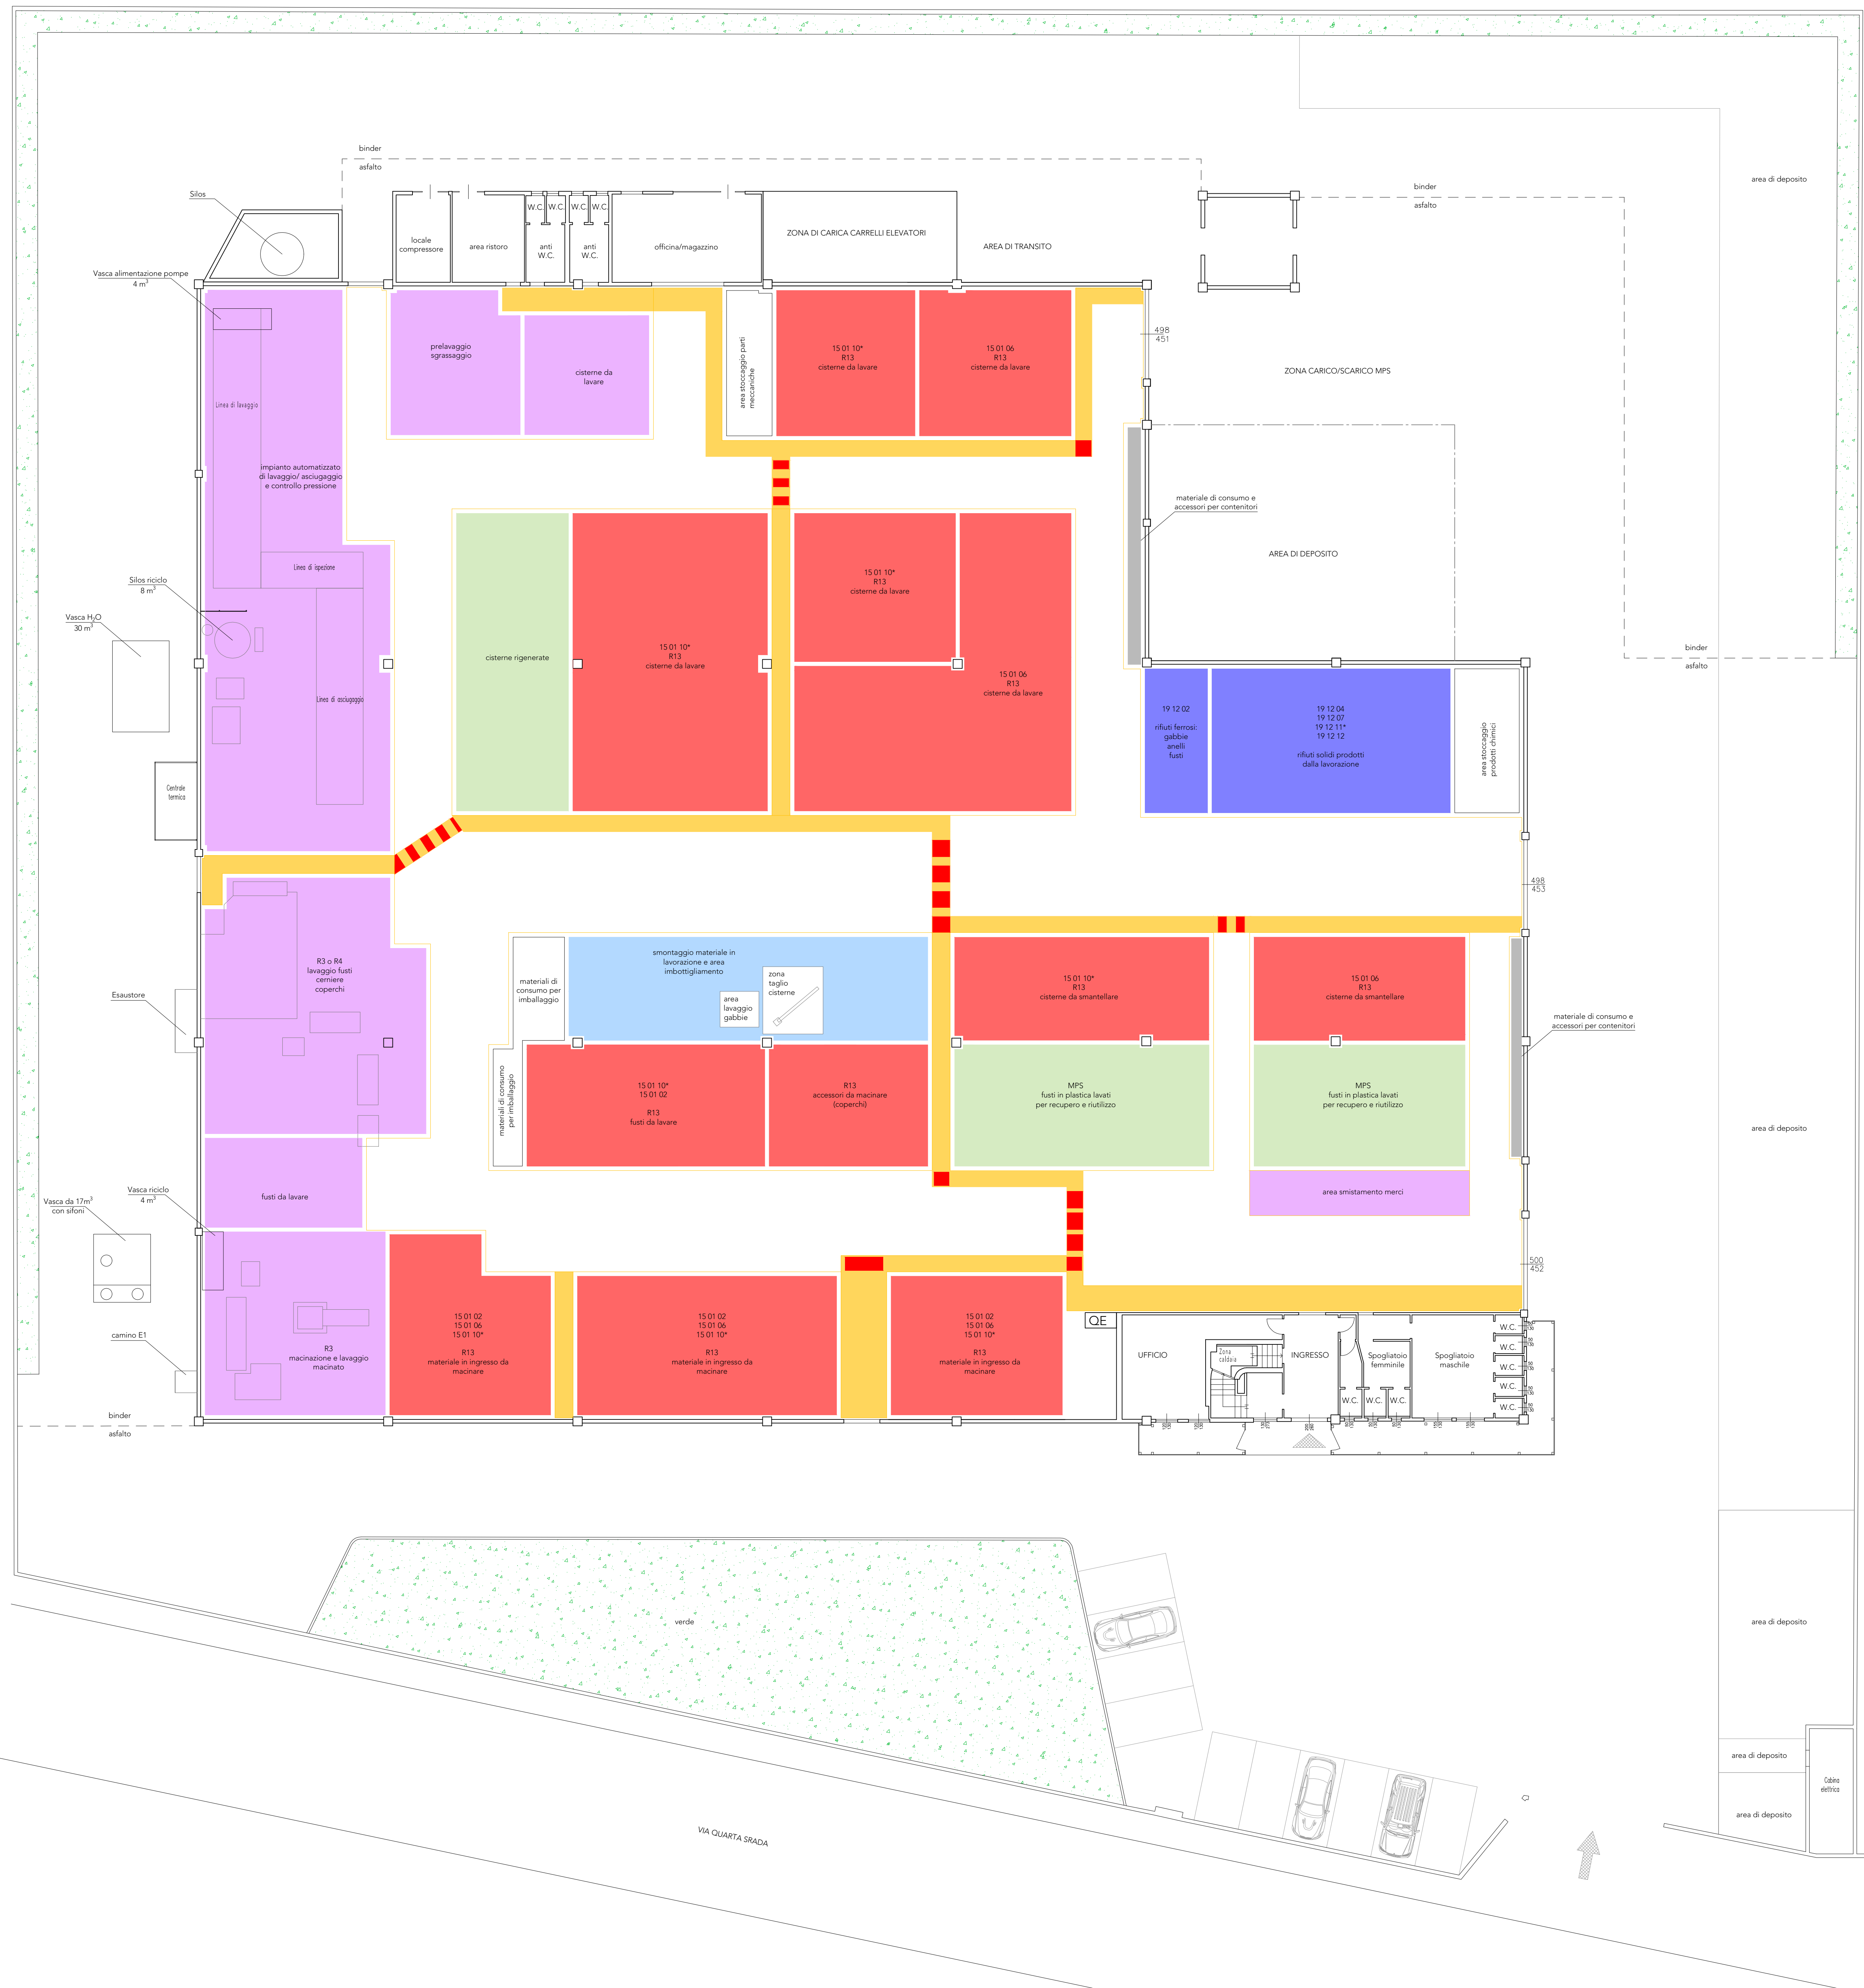 binder
asfalto
area di deposito
binder
asfalto
Silos
locale
compressore
area ristoro
W.C.
W.C.
W.C.
W.C.
anti
W.C.
anti
W.C.
officina/magazzino
ZONA DI CARICA CARRELLI ELEVATORI
AREA DI TRANSITO
Vasca alimentazione pompe
4 m³
prelavaggio
sgrassaggio
cisterne da
lavare
area stoccaggio parti
meccaniche
15 01 10*
R13
cisterne da lavare
15 01 06
R13
cisterne da lavare
498
451
ZONA CARICO/SCARICO MPS
Linea di lavaggio
impianto automatizzato
di lavaggio/ asciugaggio
e controllo pressione
materiale di consumo e
accessori per contenitori
AREA DI DEPOSITO
Linea di ispezione
Silos riciclo
8 m³
Vasca H₂O
30 m³
15 01 10*
R13
cisterne da lavare
cisterne rigenerate
15 01 10*
R13
cisterne da lavare
15 01 06
R13
cisterne da lavare
binder
asfalto
Linea di asciugaggio
19 12 02
rifiuti ferrosi:
gabbie
anelli
fusti
19 12 04
19 12 07
19 12 11*
19 12 12
rifiuti solidi prodotti
dalla lavorazione
area stoccaggio
prodotti chimici
Centrale
termica
498
453
R3 o R4
lavaggio fusti
cerniere
coperchi
Esaustore
materiali di
consumo per
imballaggio
smontaggio materiale in
lavorazione e area
imbottigliamento
area
lavaggio
gabbie
zona
taglio
cisterne
15 01 10*
R13
cisterne da smantellare
15 01 06
R13
cisterne da smantellare
materiale di consumo e
accessori per contenitori
materiali di consumo
per imballaggio
15 01 10*
15 01 02
R13
fusti da lavare
R13
accessori da macinare
(coperchi)
MPS
fusti in plastica lavati
per recupero e riutilizzo
MPS
fusti in plastica lavati
per recupero e riutilizzo
area di deposito
Vasca riciclo
4 m³
Vasca da 17m³
con sifoni
fusti da lavare
area smistamento merci
500
452
camino E1
R3
macinazione e lavaggio
macinato
15 01 02
15 01 06
15 01 10*
R13
materiale in ingresso da
macinare
15 01 02
15 01 06
15 01 10*
R13
materiale in ingresso da
macinare
15 01 02
15 01 06
15 01 10*
R13
materiale in ingresso da
macinare
QE
UFFICIO
Zona
caldaia
INGRESSO
Spogliatoio
femminile
Spogliatoio
maschile
W.C.
W.C.
W.C.
W.C.
W.C.
W.C.
W.C.
W.C.
binder
asfalto
verde
area di deposito
area di deposito
area di deposito
Cabina
elettrica
VIA QUARTA SRADA